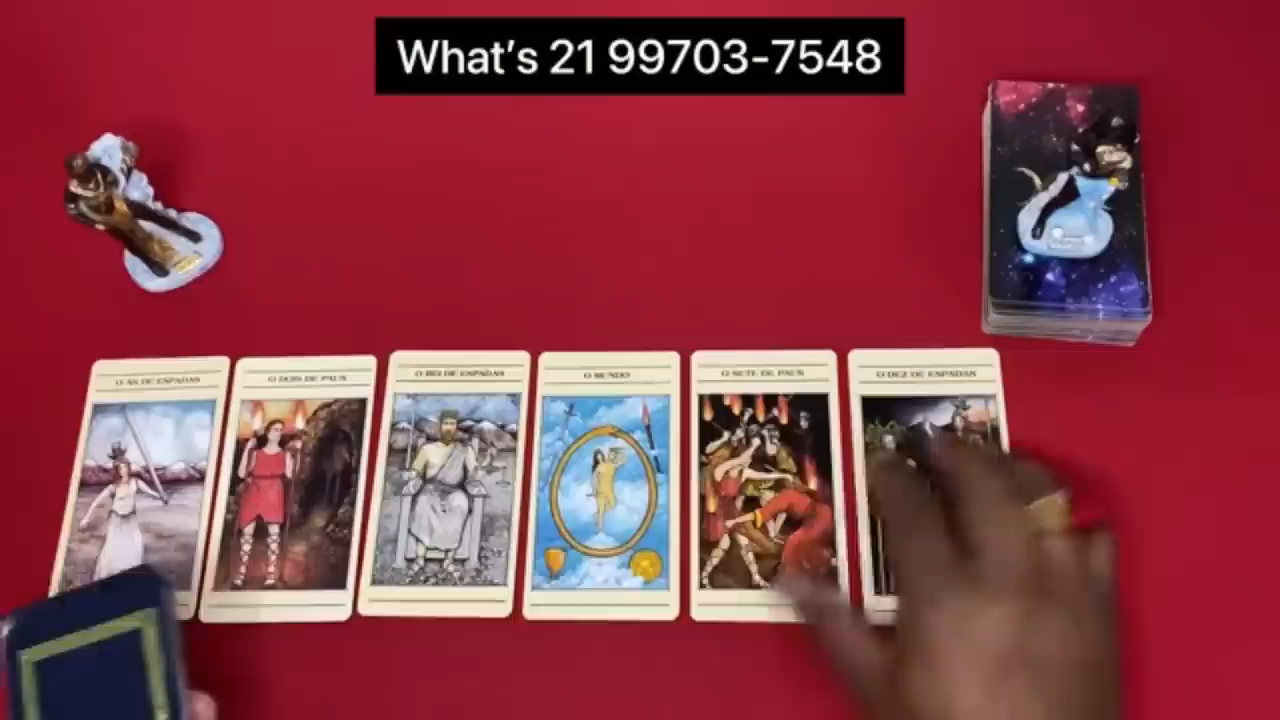 What's 21 99703-7548
O ÁS DE ESPADAS
O DOIS DE PAUS
O REI DE ESPADAS
O MUNDO
O SETE DE PAUS
O DEZ DE ESPADAS